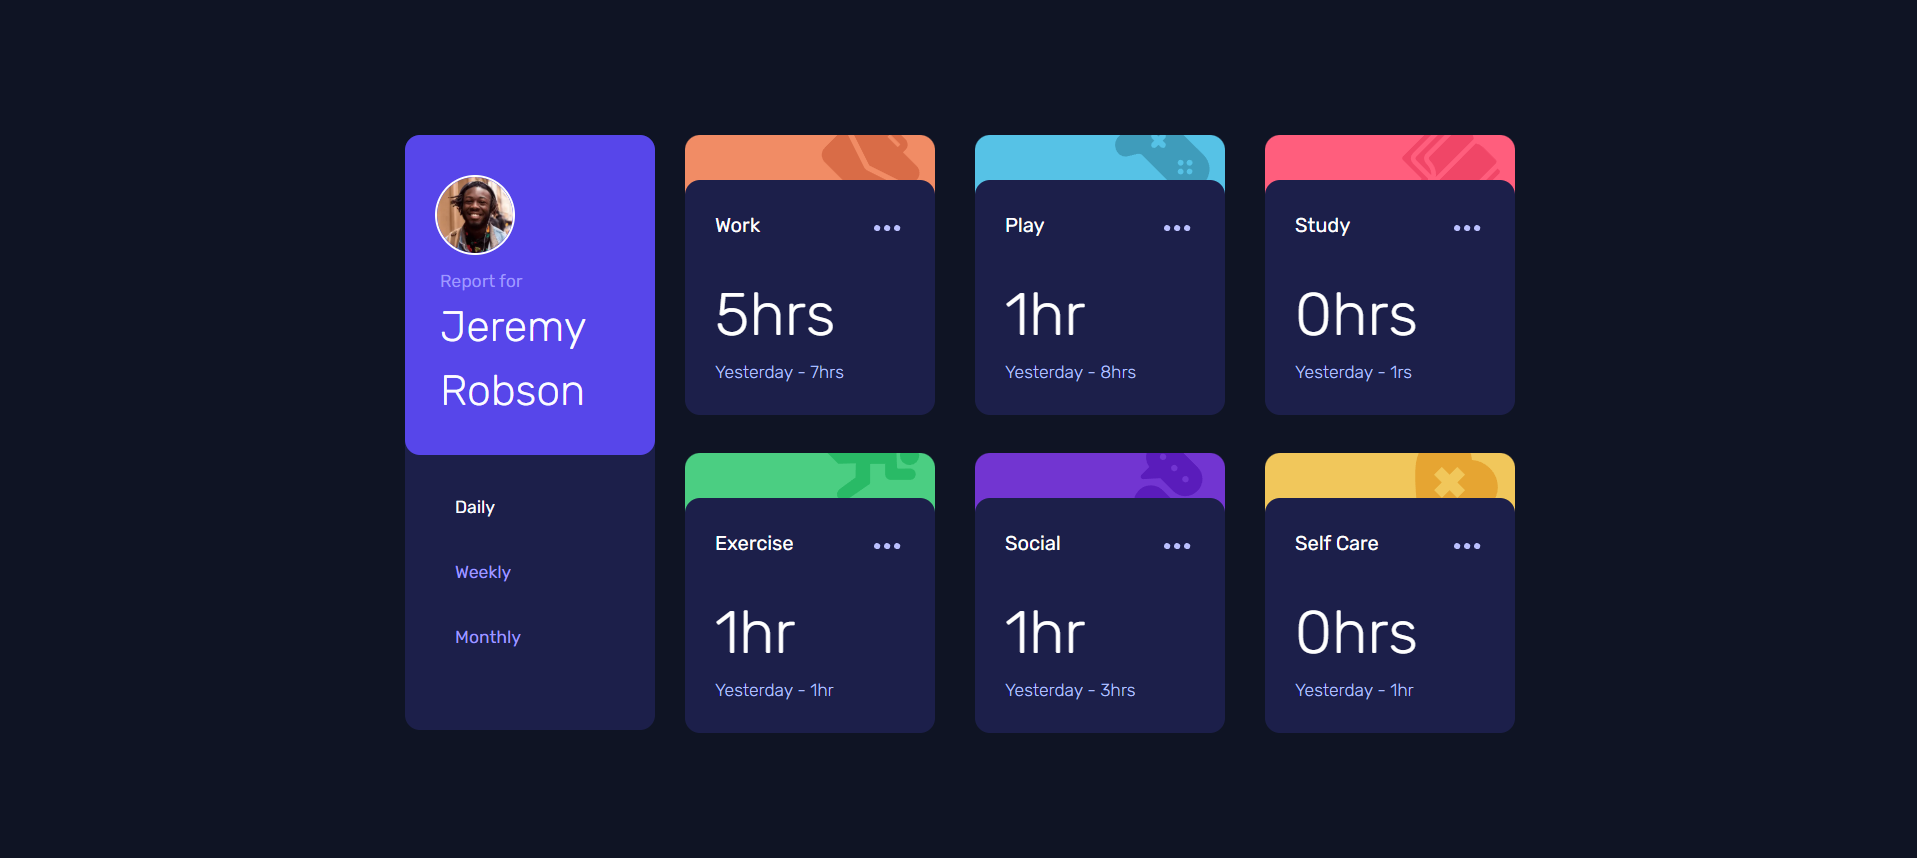 Report for
Jeremy
Robson
Daily
Weekly
Monthly
Work
5hrs
Yesterday - 7hrs
Play
1hr
Yesterday - 8hrs
Study
0hrs
Yesterday - 1rs
Exercise
1hr
Yesterday - 1hr
Social
1hr
Yesterday - 3hrs
Self Care
0hrs
Yesterday - 1hr